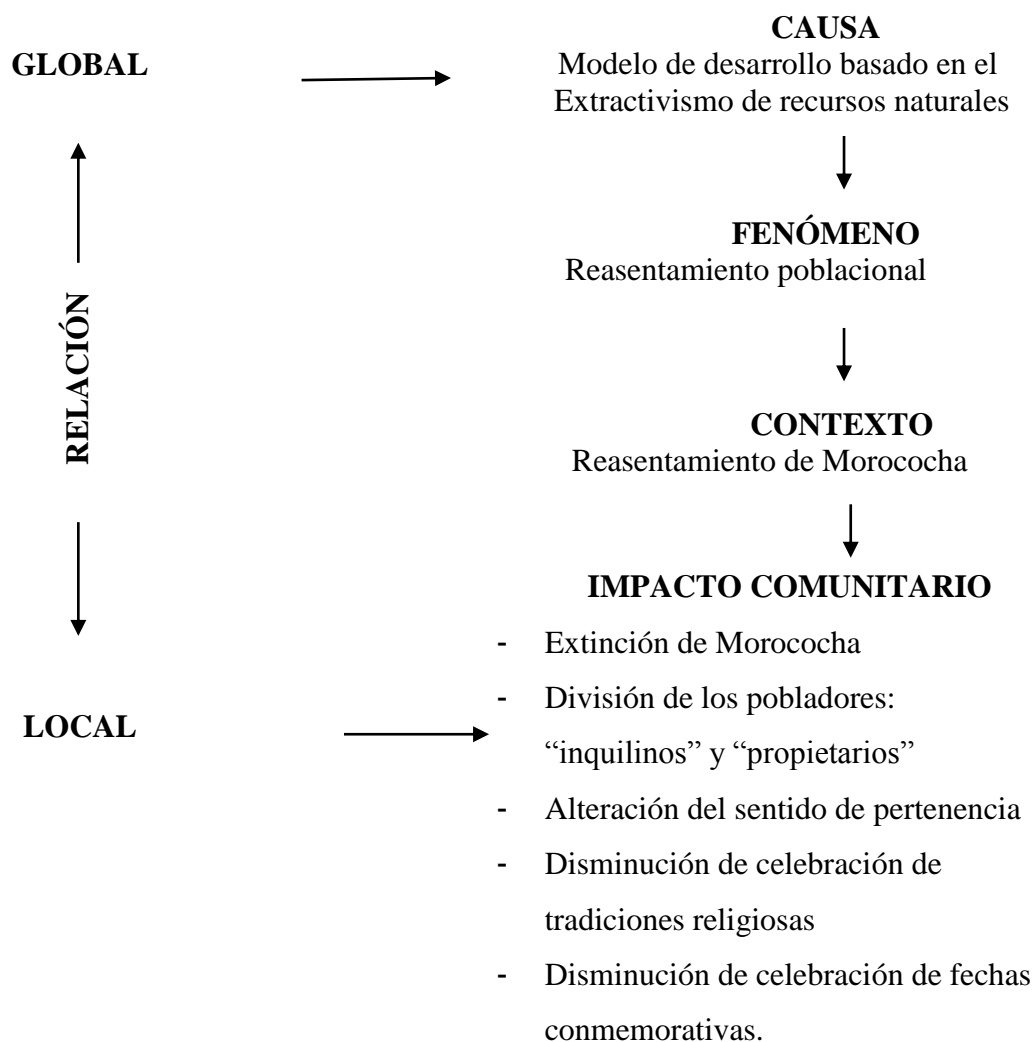 GLOBAL
CAUSA
Modelo de desarrollo basado en el
Extractivismo de recursos naturales
FENÓMENO
Reasentamiento poblacional
RELACIÓN
CONTEXTO
Reasentamiento de Morococha
IMPACTO COMUNITARIO
- Extinción de Morococha
- División de los pobladores:
“inquilinos” y “propietarios”
LOCAL
- Alteración del sentido de pertenencia
- Disminución de celebración de
tradiciones religiosas
- Disminución de celebración de fechas
conmemorativas.